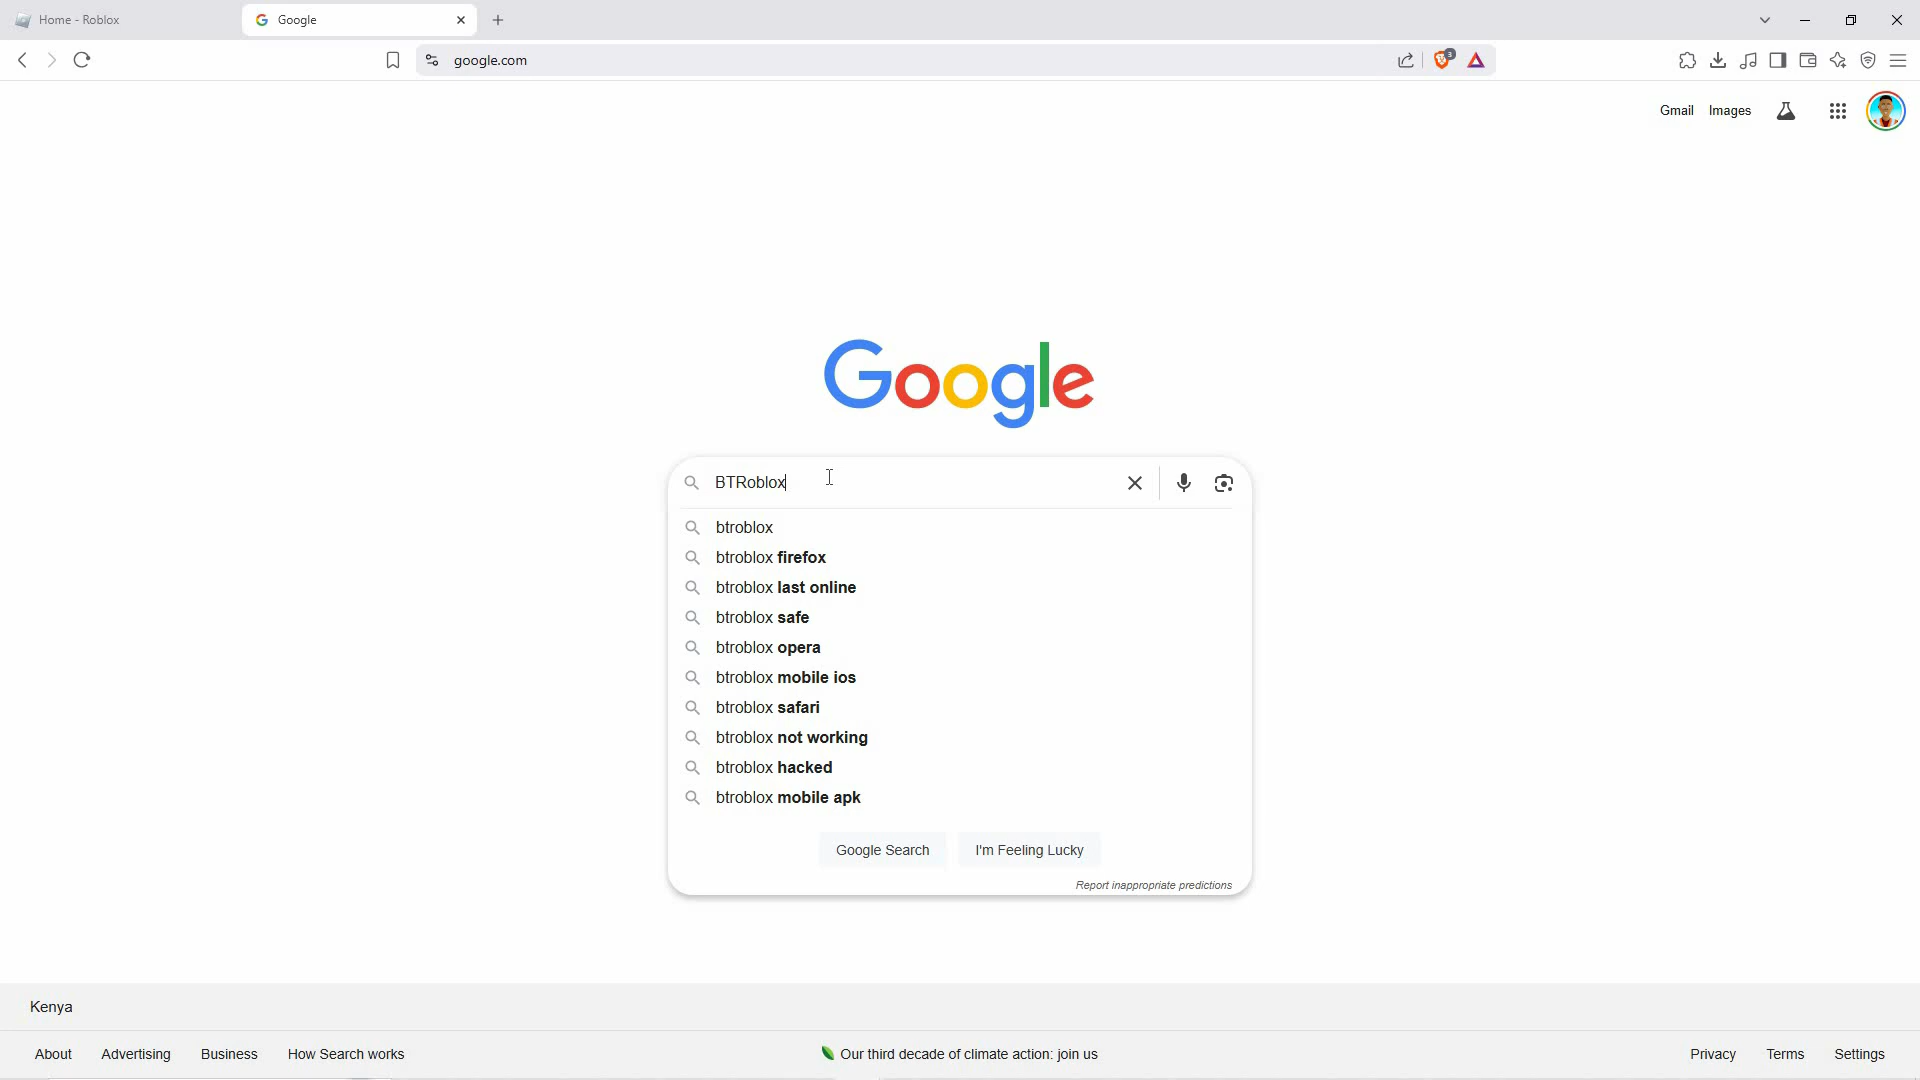 Home - Roblox
Google
google.com
3
Gmail Images
Google
BTRoblox
btroblox
btroblox firefox
btroblox last online
btroblox safe
btroblox opera
btroblox mobile ios
btroblox safari
btroblox not working
btroblox hacked
btroblox mobile apk
Google Search I'm Feeling Lucky
Report inappropriate predictions
Kenya
About Advertising Business How Search works Our third decade of climate action: join us Privacy Terms Settings